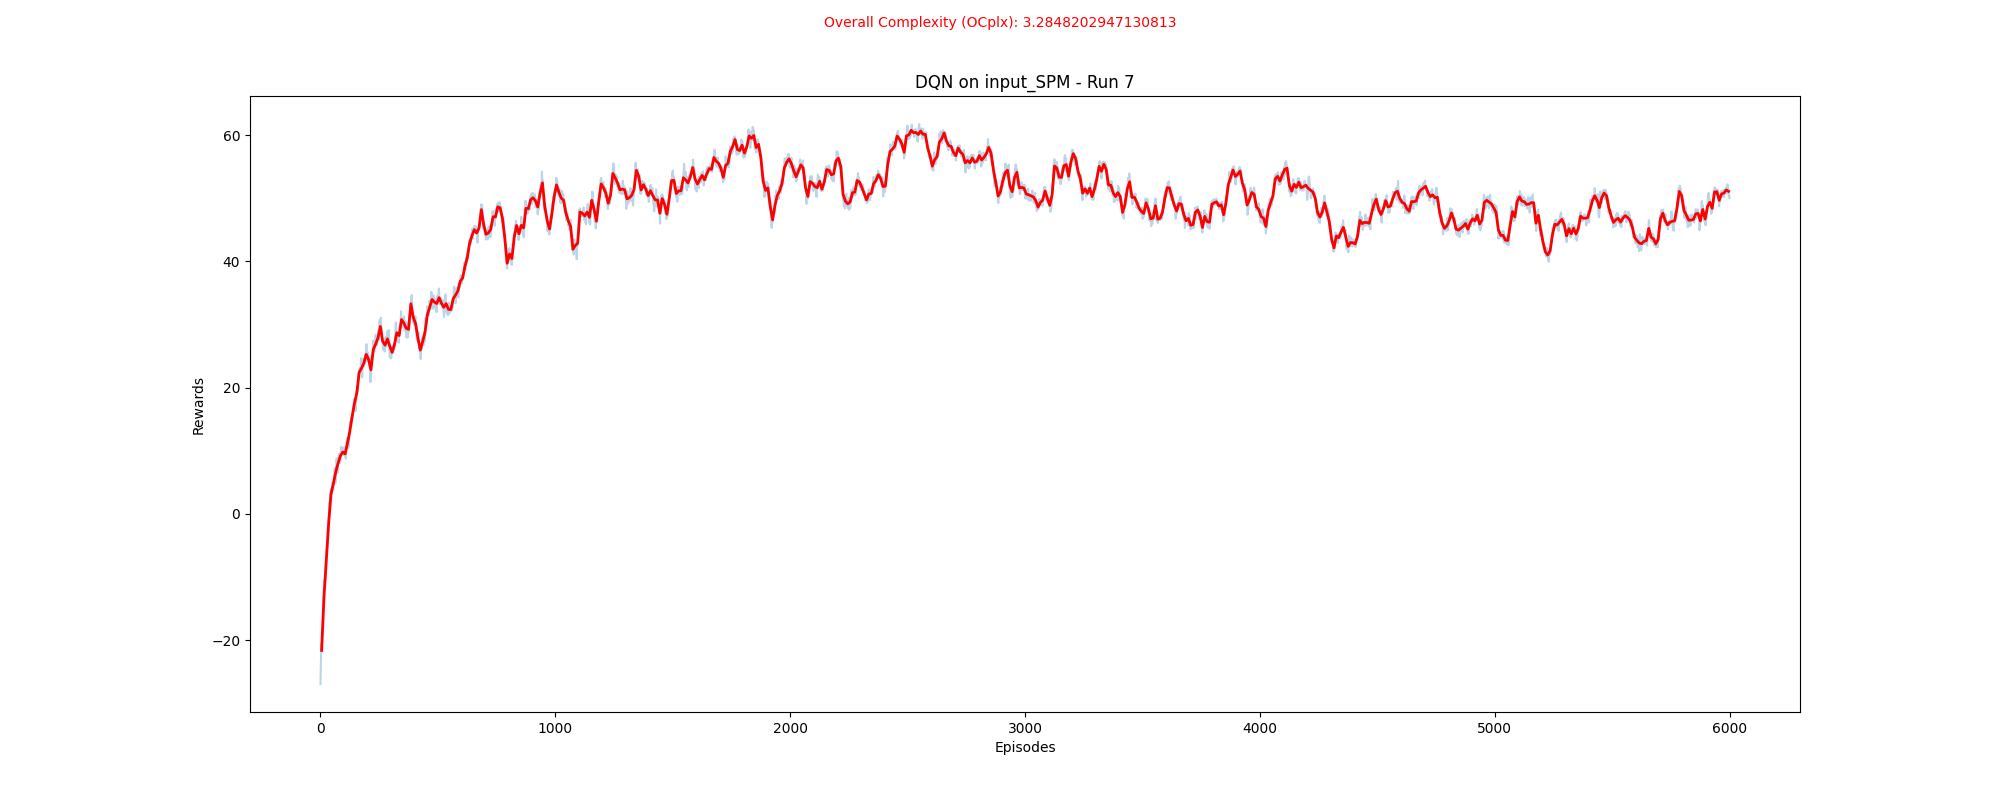 Overall Complexity (OCplx): 3.2848202947130813
DQN on input_SPM - Run 7
60
40
20
0
−20
Rewards
0 1000 2000 3000 4000 5000 6000
Episodes